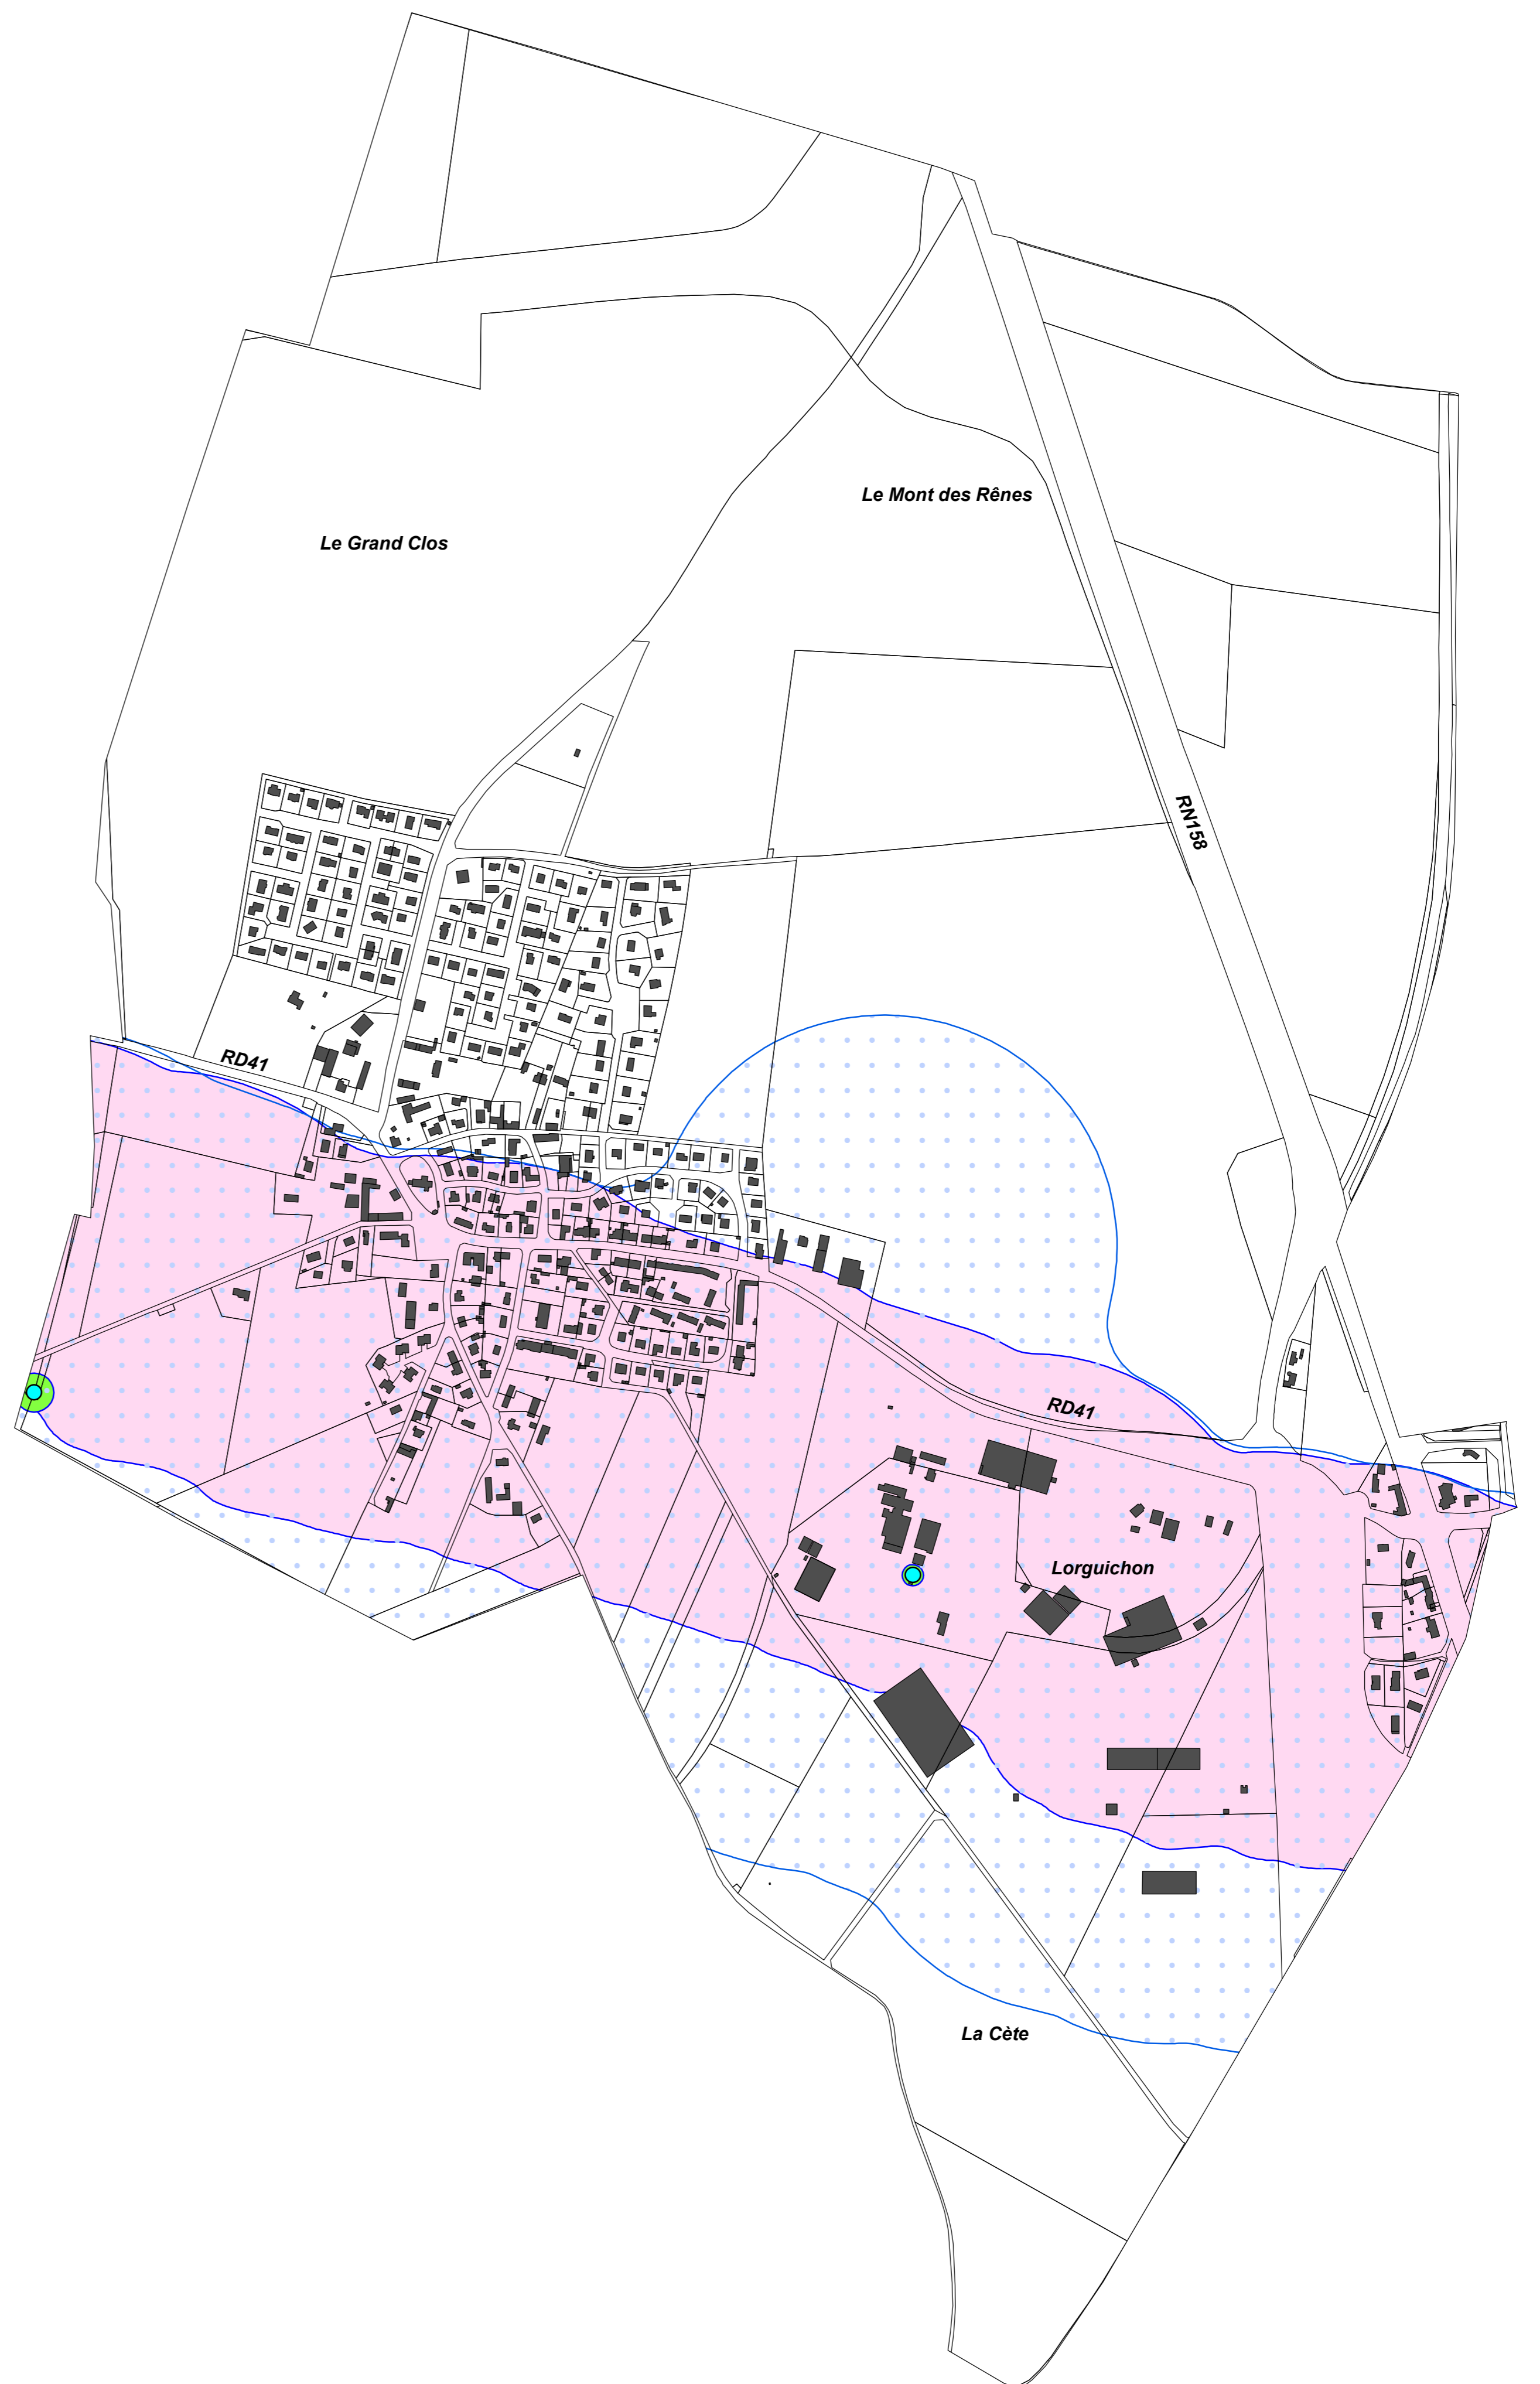 Le Mont des Rênes
Le Grand Clos
RN158
RD41
RD41
Lorguichon
La Cète